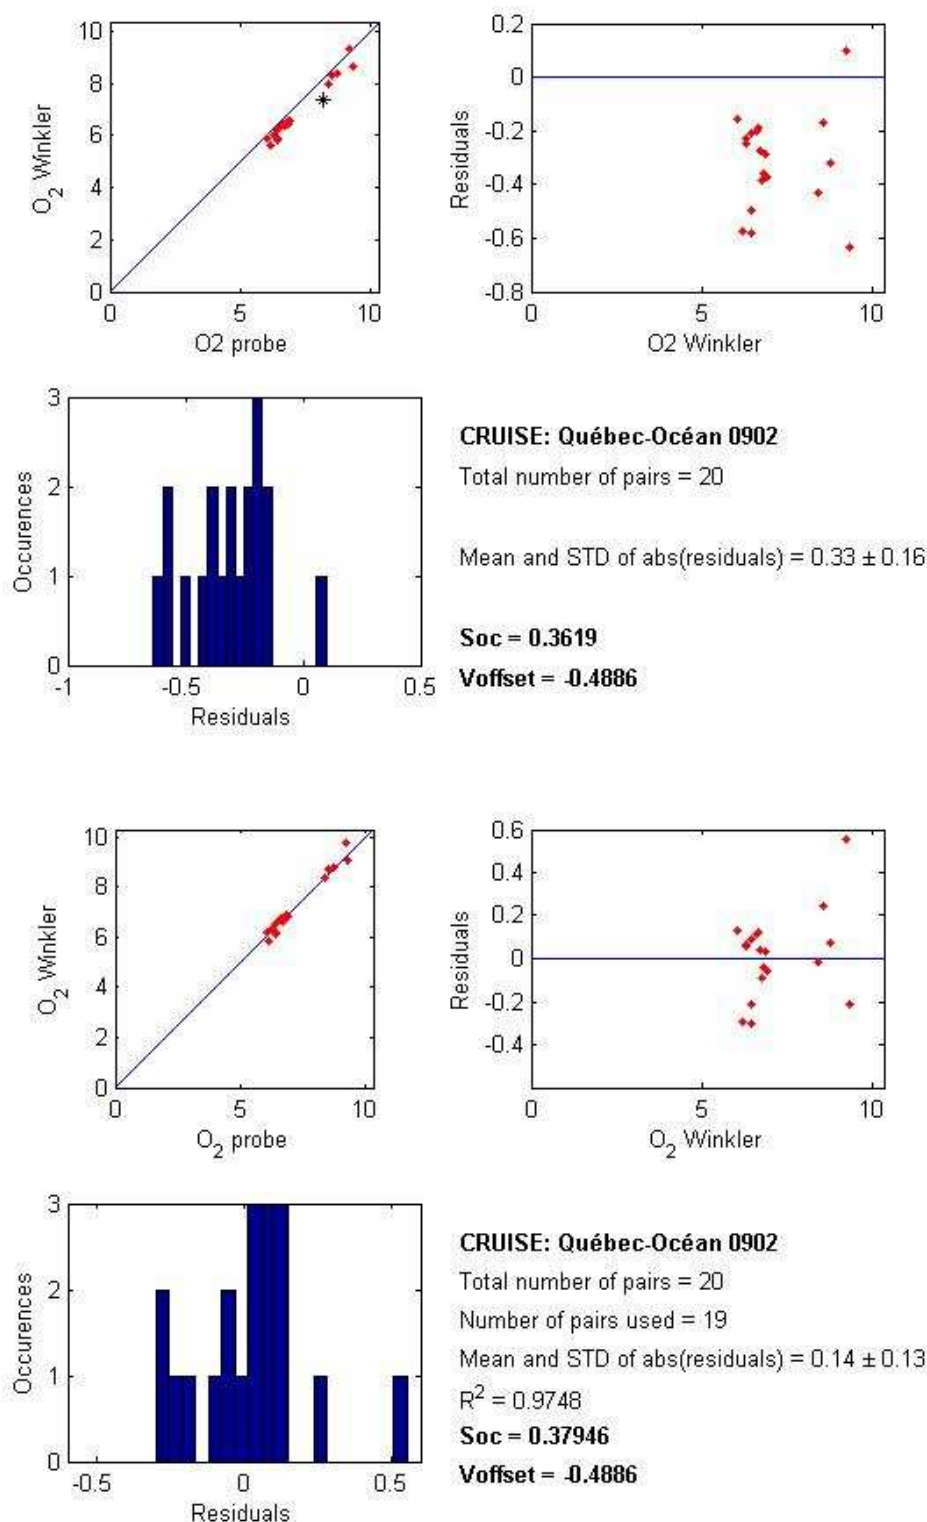 10
8
6
4
2
0
O2 Winkler
0 5 10
O2 probe
0.2
0
-0.2
-0.4
-0.6
-0.8
Residuals
0 5 10
O2 Winkler
3
2
1
0
Occurences
-1 -0.5 0 0.5
Residuals
CRUISE: Québec-Océan 0902
Total number of pairs = 20
Mean and STD of abs(residuals) = 0.33 ± 0.16
Soc = 0.3619
Voffset = -0.4886
10
8
6
4
2
0
O2 Winkler
0 5 10
O2 probe
0.6
0.4
0.2
0
-0.2
-0.4
Residuals
0 5 10
O2 Winkler
3
2
1
0
Occurences
-0.5 0 0.5
Residuals
CRUISE: Québec-Océan 0902
Total number of pairs = 20
Number of pairs used = 19
Mean and STD of abs(residuals) = 0.14 ± 0.13
R² = 0.9748
Soc = 0.37946
Voffset = -0.4886